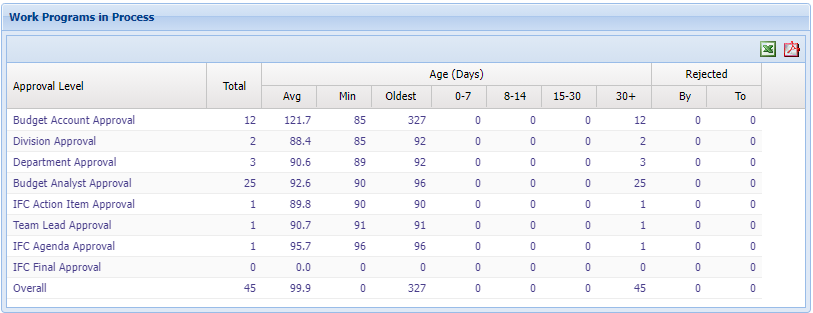 Work Programs in Process
Age (Days) Rejected
Approval Level Total Avg Min Oldest 0-7 8-14 15-30 30+ By To
Budget Account Approval 12 121.7 85 327 0 0 0 12 0 0
Division Approval 2 88.4 85 92 0 0 0 2 0 0
Department Approval 3 90.6 89 92 0 0 0 3 0 0
Budget Analyst Approval 25 92.6 90 96 0 0 0 25 0 0
IFC Action Item Approval 1 89.8 90 90 0 0 0 1 0 0
Team Lead Approval 1 90.7 91 91 0 0 0 1 0 0
IFC Agenda Approval 1 95.7 96 96 0 0 0 1 0 0
IFC Final Approval 0 0.0 0 0 0 0 0 0 0 0
Overall 45 99.9 0 327 0 0 0 45 0 0